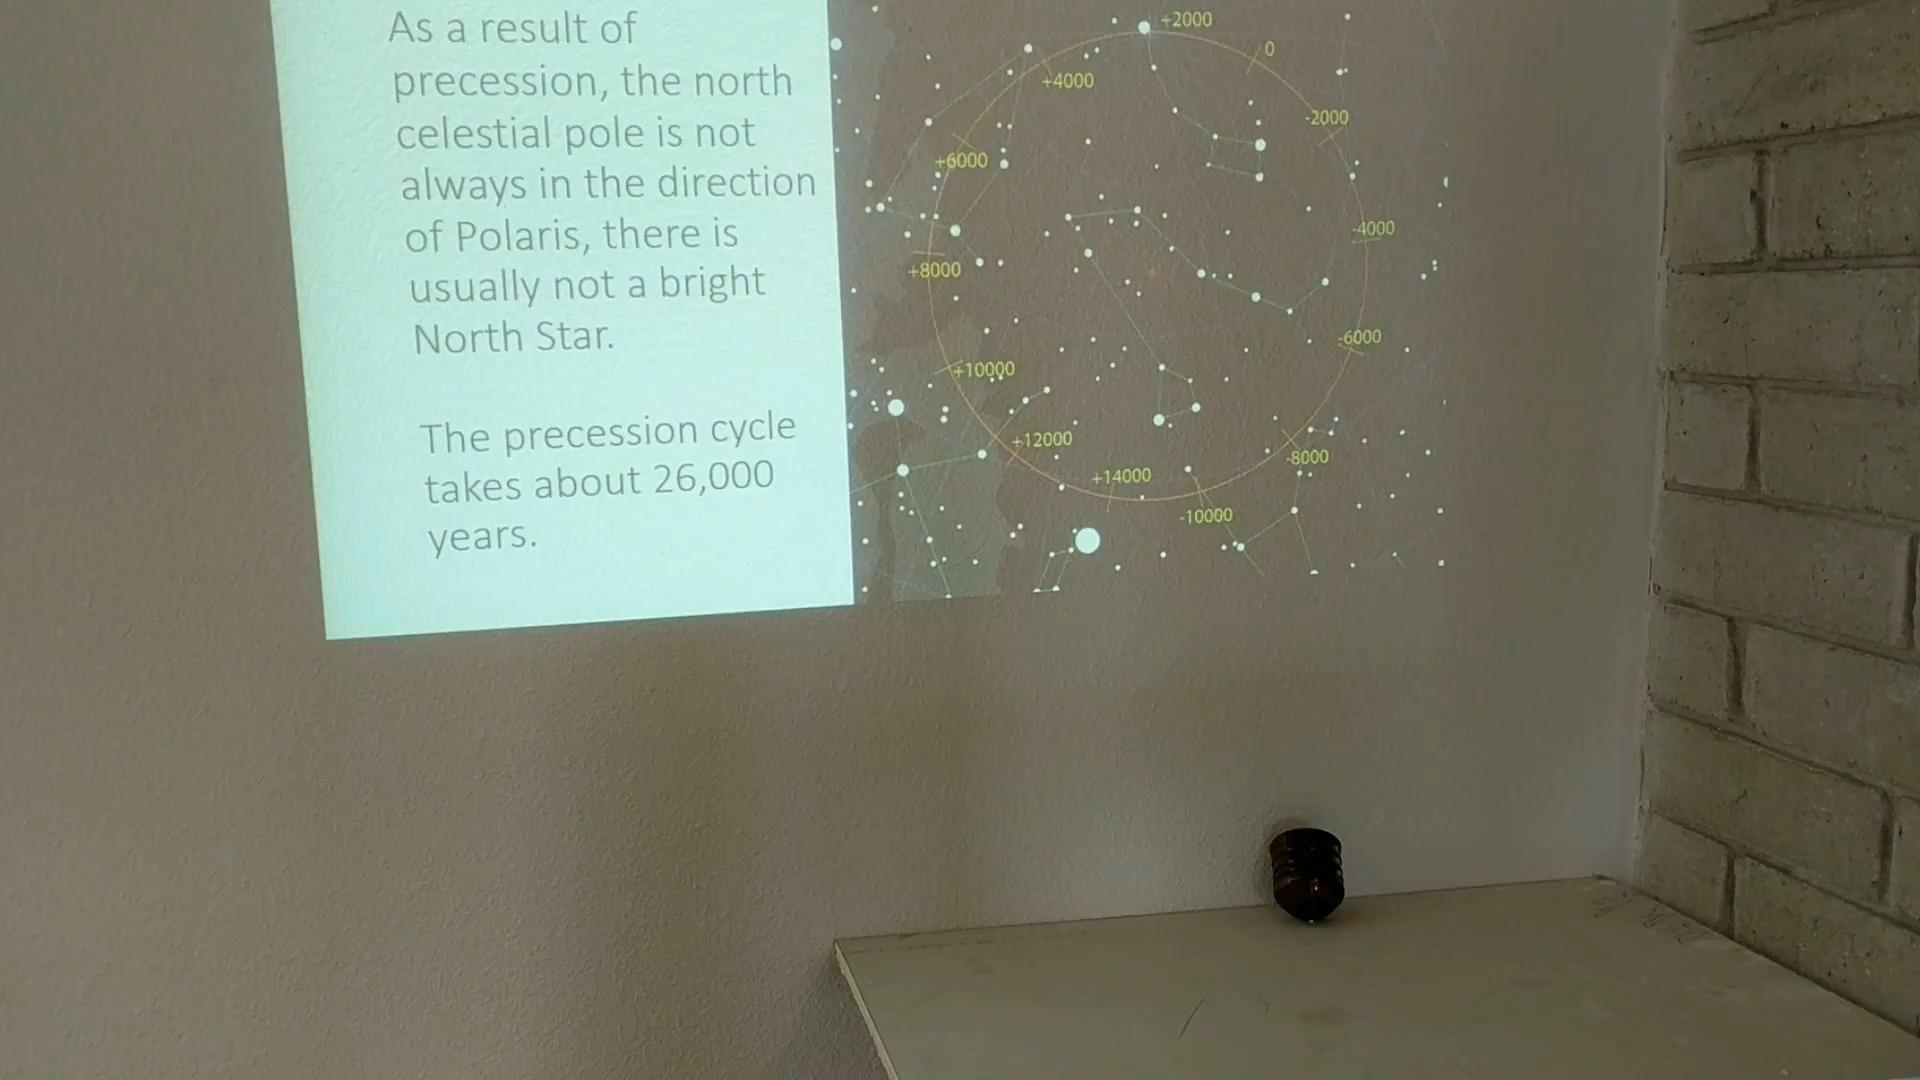 As a result of
precession, the north
celestial pole is not
always in the direction
of Polaris, there is
usually not a bright
North Star.
The precession cycle
takes about 26,000
years.
+2000
0
+4000
-2000
+6000
-4000
+8000
-6000
+10000
+12000
-8000
+14000
-10000